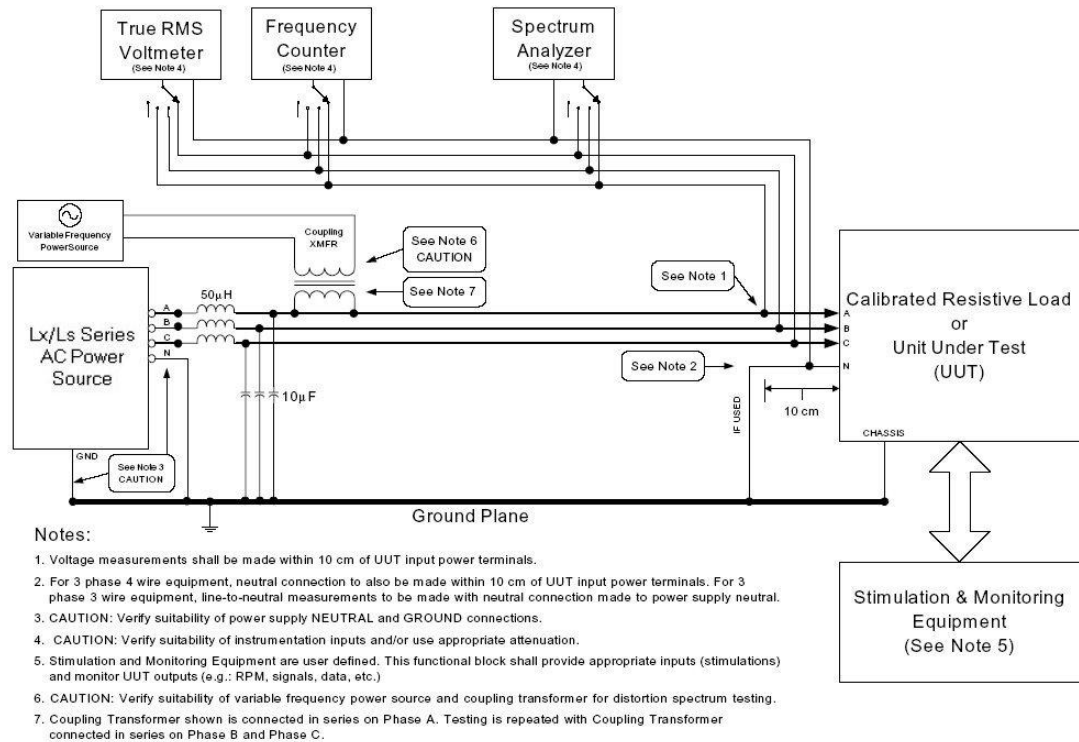 True RMS
Voltmeter
(See Note 4)
Frequency
Counter
(See Note 4)
Spectrum
Analyzer
(See Note 4)
Variable Frequency
PowerSource
Coupling
XMFR
See Note 6
CAUTION
See Note 7
See Note 1
50µH
Lx/Ls Series
AC Power
Source
A
B
C
N
Calibrated Resistive Load
or
Unit Under Test
(UUT)
A
B
C
N
See Note 2
10µF
10 cm
IF USED
CHASSIS
GND
See Note 3
CAUTION
Ground Plane
Stimulation & Monitoring
Equipment
(See Note 5)
Notes:
1. Voltage measurements shall be made within 10 cm of UUT input power terminals.
2. For 3 phase 4 wire equipment, neutral connection to also be made within 10 cm of UUT input power terminals. For 3
phase 3 wire equipment, line-to-neutral measurements to be made with neutral connection made to power supply neutral.
3. CAUTION: Verify suitability of power supply NEUTRAL and GROUND connections.
4. CAUTION: Verify suitability of instrumentation inputs and/or use appropriate attenuation.
5. Stimulation and Monitoring Equipment are user defined. This functional block shall provide appropriate inputs (stimulations)
and monitor UUT outputs (e.g.: RPM, signals, data, etc.)
6. CAUTION: Verify suitability of variable frequency power source and coupling transformer for distortion spectrum testing.
7. Coupling Transformer shown is connected in series on Phase A. Testing is repeated with Coupling Transformer
connected in series on Phase B and Phase C.